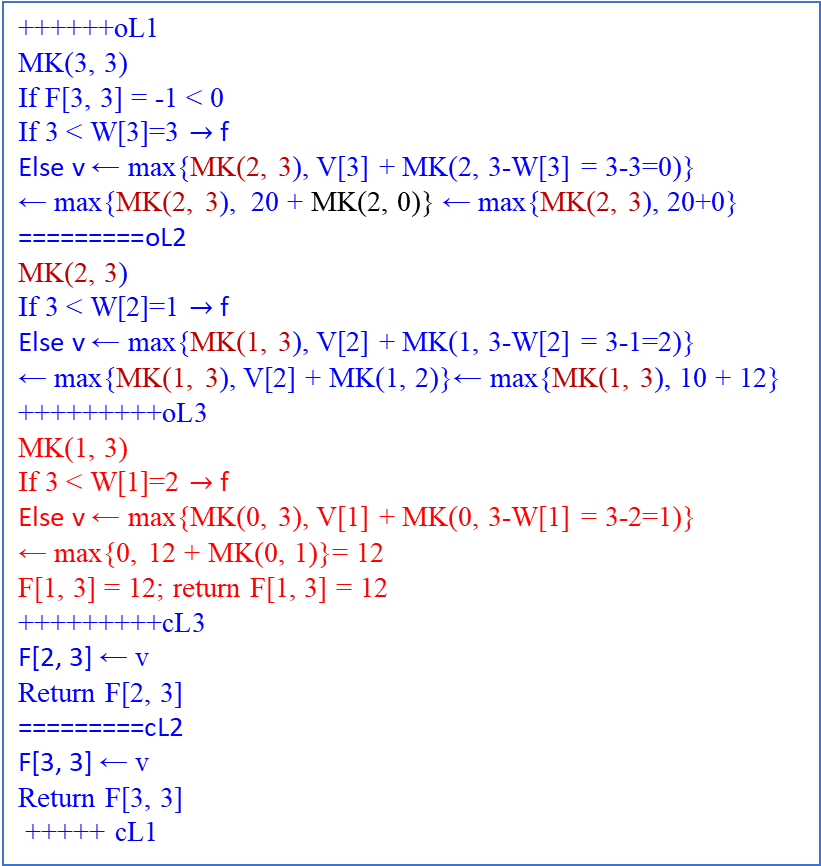 ++++++oL1
MK(3, 3)
If F[3, 3] = -1 < 0
If 3 < W[3]=3 → f
Else v ← max{MK(2, 3), V[3] + MK(2, 3-W[3] = 3-3=0)}
← max{MK(2, 3),  20 + MK(2, 0)} ← max{MK(2, 3), 20+0}
=========oL2
MK(2, 3)
If 3 < W[2]=1 → f
Else v ← max{MK(1, 3), V[2] + MK(1, 3-W[2] = 3-1=2)}
← max{MK(1, 3), V[2] + MK(1, 2)}← max{MK(1, 3), 10 + 12}
+++++++++oL3
MK(1, 3)
If 3 < W[1]=2 → f
Else v ← max{MK(0, 3), V[1] + MK(0, 3-W[1] = 3-2=1)}
← max{0, 12 + MK(0, 1)}= 12
F[1, 3] = 12; return F[1, 3] = 12
+++++++++cL3
F[2, 3] ← v
Return F[2, 3]
=========cL2
F[3, 3] ← v
Return F[3, 3]
+++++ cL1